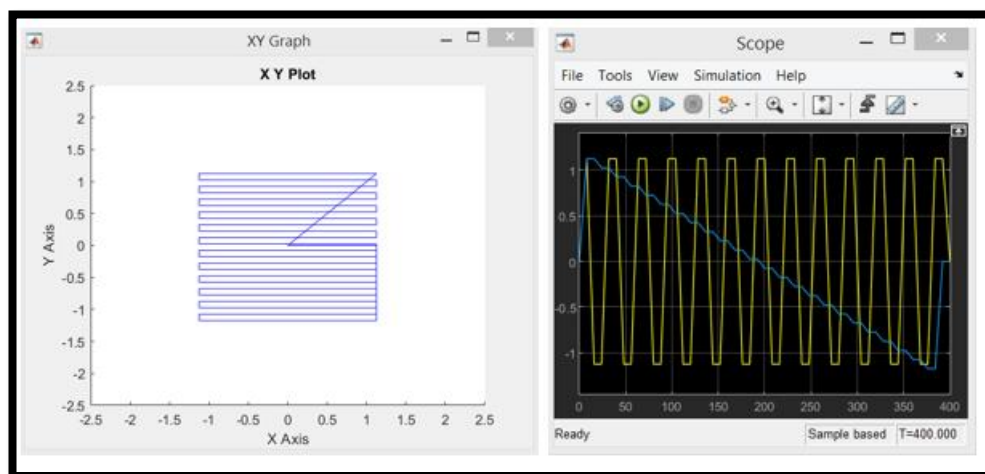 XY Graph
X Y Plot
2.5
2
1.5
1
0.5
0
-0.5
-1
-1.5
-2
-2.5
Y Axis
-2.5 -2 -1.5 -1 -0.5 0 0.5 1 1.5 2 2.5
X Axis
Scope
File Tools View Simulation Help
1
0.5
0
-0.5
-1
0 50 100 150 200 250 300 350 400
Ready Sample based T=400.000